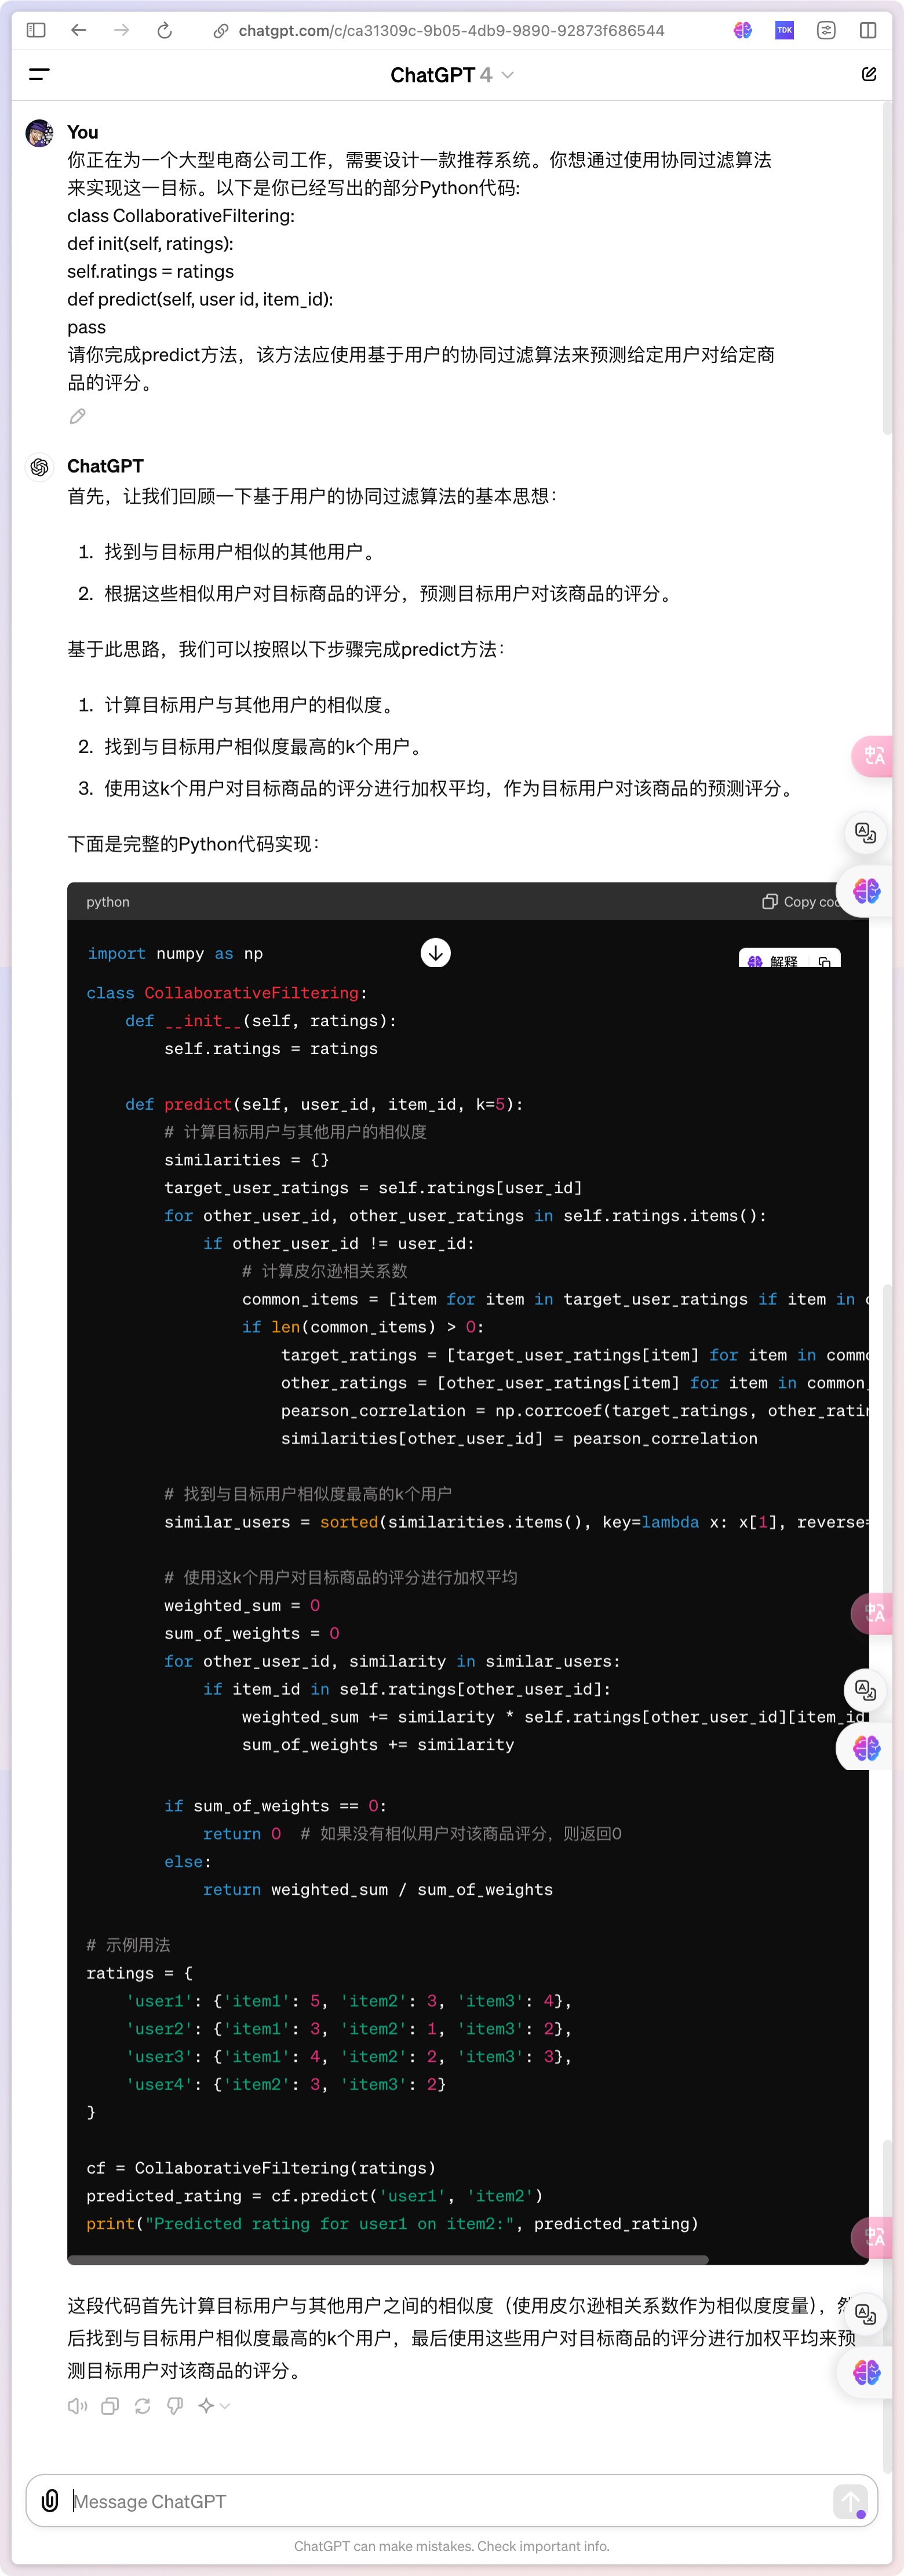 chatgpt.com/c/ca31309c-9b05-4db9-9890-92873f686544
TDK
ChatGPT 4
You
你正在为一个大型电商公司工作，需要设计一款推荐系统。你想通过使用协同过滤算法
来实现这一目标。以下是你已经写出的部分Python代码:
class CollaborativeFiltering:
def init(self, ratings):
self.ratings = ratings
def predict(self, user id, item_id):
pass
请你完成predict方法，该方法应使用基于用户的协同过滤算法来预测给定用户对给定商
品的评分。
ChatGPT
首先，让我们回顾一下基于用户的协同过滤算法的基本思想：
1. 找到与目标用户相似的其他用户。
2. 根据这些相似用户对目标商品的评分，预测目标用户对该商品的评分。
基于此思路，我们可以按照以下步骤完成predict方法：
1. 计算目标用户与其他用户的相似度。
2. 找到与目标用户相似度最高的k个用户。
3. 使用这k个用户对目标商品的评分进行加权平均，作为目标用户对该商品的预测评分。
下面是完整的Python代码实现：
python
Copy
import numpy as np
解释
class CollaborativeFiltering:
def __init__(self, ratings):
self.ratings = ratings
def predict(self, user_id, item_id, k=5):
# 计算目标用户与其他用户的相似度
similarities = {}
target_user_ratings = self.ratings[user_id]
for other_user_id, other_user_ratings in self.ratings.items():
if other_user_id != user_id:
# 计算皮尔逊相关系数
common_items = [item for item in target_user_ratings if item in
if len(common_items) > 0:
target_ratings = [target_user_ratings[item] for item in
other_ratings = [other_user_ratings[item] for item in
pearson_correlation = np.corrcoef(target_ratings,
similarities[other_user_id] = pearson_correlation
# 找到与目标用户相似度最高的k个用户
similar_users = sorted(similarities.items(), key=lambda x: x[1], reverse=
# 使用这k个用户对目标商品的评分进行加权平均
weighted_sum = 0
sum_of_weights = 0
for other_user_id, similarity in similar_users:
if item_id in self.ratings[other_user_id]:
weighted_sum += similarity * self.ratings[other_user_id][item_id
sum_of_weights += similarity
if sum_of_weights == 0:
return 0 # 如果没有相似用户对该商品评分，则返回0
else:
return weighted_sum / sum_of_weights
# 示例用法
ratings = {
'user1': {'item1': 5, 'item2': 3, 'item3': 4},
'user2': {'item1': 3, 'item2': 1, 'item3': 2},
'user3': {'item1': 4, 'item2': 2, 'item3': 3},
'user4': {'item2': 3, 'item3': 2}
}
cf = CollaborativeFiltering(ratings)
predicted_rating = cf.predict('user1', 'item2')
print("Predicted rating for user1 on item2:", predicted_rating)
这段代码首先计算目标用户与其他用户之间的相似度（使用皮尔逊相关系数作为相似度度量），然
后找到与目标用户相似度最高的k个用户，最后使用这些用户对目标商品的评分进行加权平均来预
测目标用户对该商品的评分。
Message ChatGPT
ChatGPT can make mistakes. Check important info.